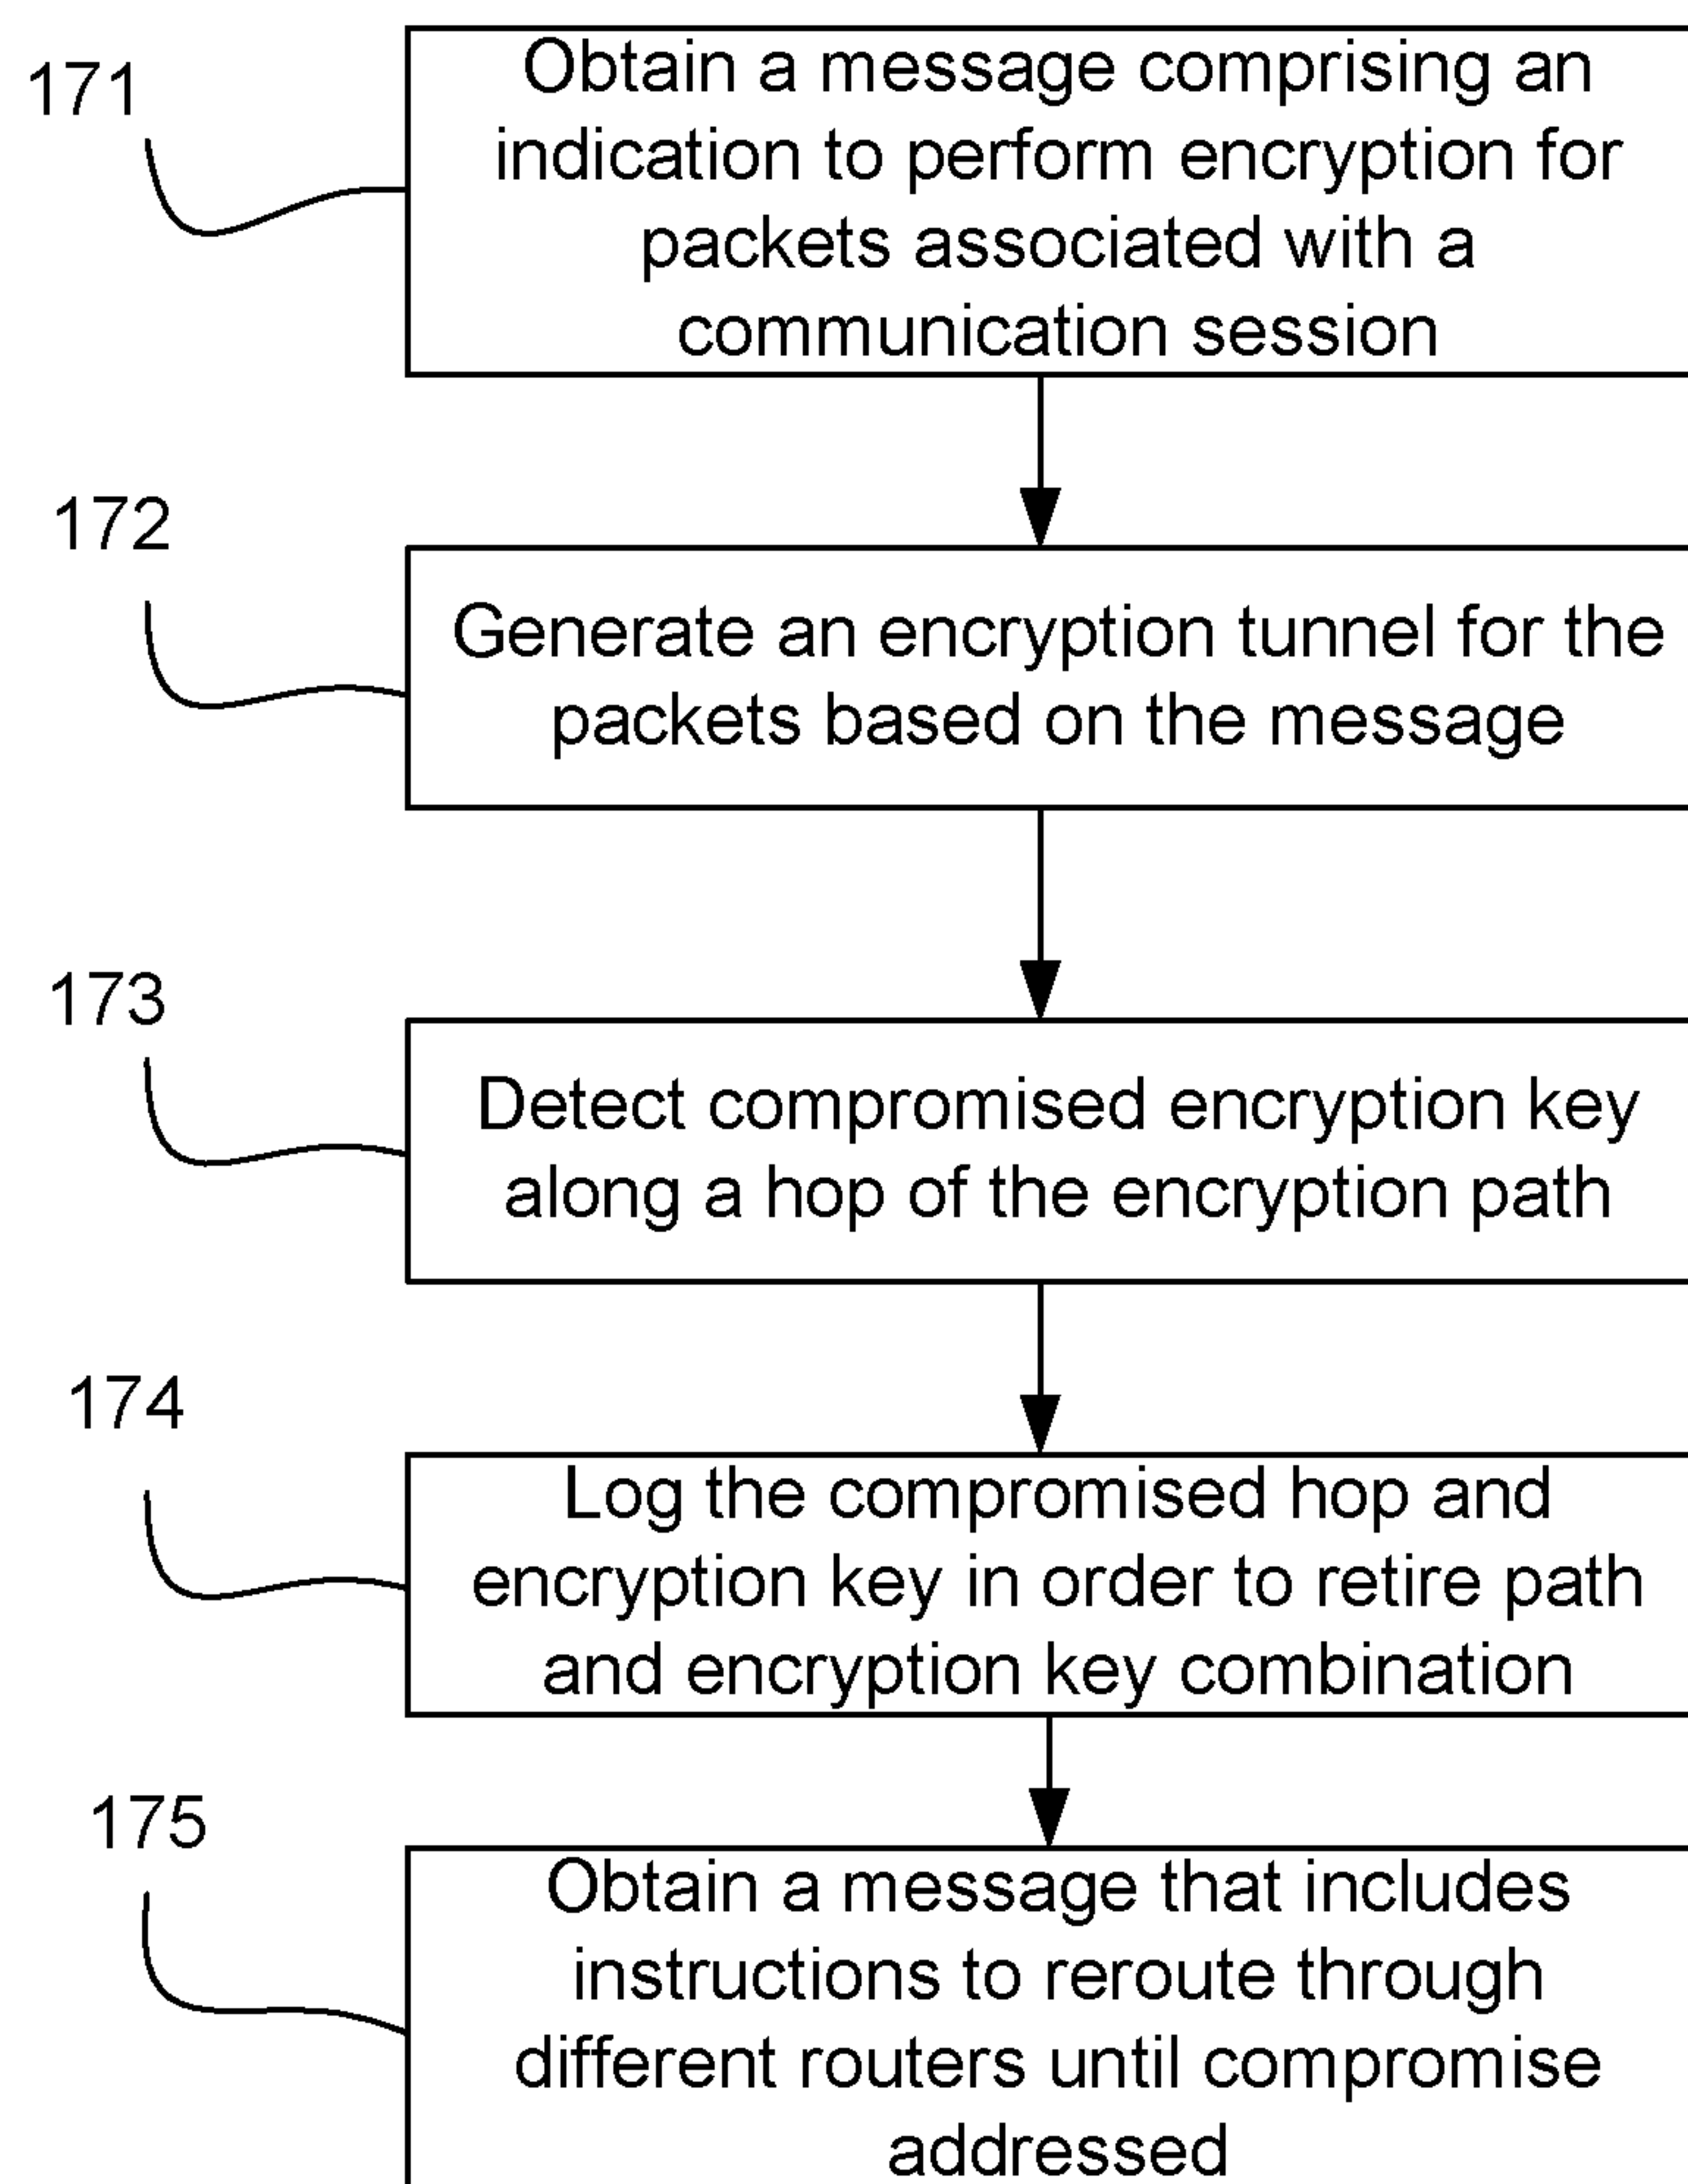 171
Obtain a message comprising an
indication to perform encryption for
packets associated with a
communication session
172
Generate an encryption tunnel for the
packets based on the message
173
Detect compromised encryption key
along a hop of the encryption path
174
Log the compromised hop and
encryption key in order to retire path
and encryption key combination
175
Obtain a message that includes
instructions to reroute through
different routers until compromise
addressed